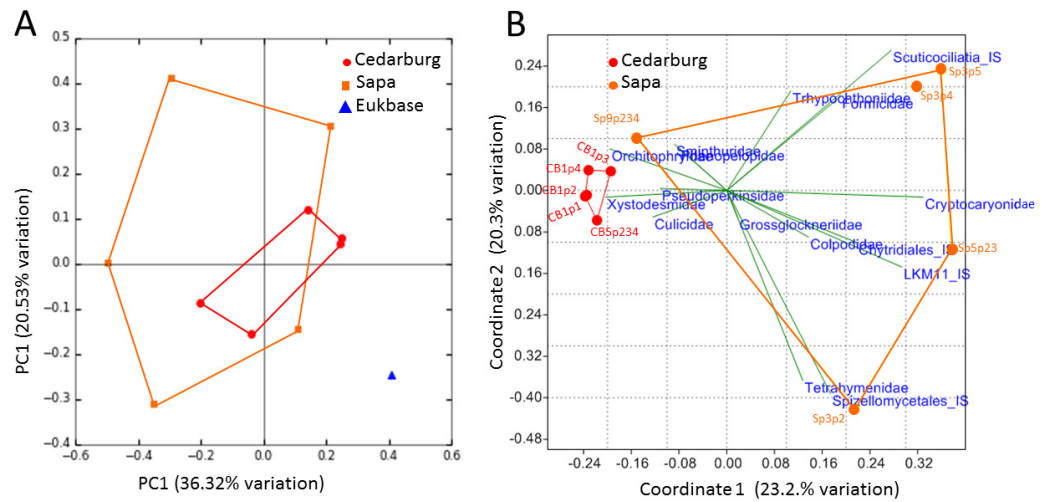 A
Cedarburg
Sapa
Eukbase
0.5
0.4
0.3
0.2
0.1
0.0
−0.1
−0.2
−0.3
−0.4
−0.6
−0.4
−0.2
0.0
0.2
0.4
0.6
PC1 (20.53% variation)
PC1 (36.32% variation)
B
Cedarburg
Sapa
0.24
0.16
0.08
0.00
0.08
0.16
0.24
0.32
-0.40
-0.48
-0.24
-0.16
-0.08
0.00
0.08
0.16
0.24
0.32
Coordinate 2 (20.3% variation)
Coordinate 1 (23.2.% variation)
Scuticociliatia_IS
Sp3p5
Sp3p4
Trhypochthoniidae
Formicidae
Sp9p234
CB1p3
Sminthuridae
Orchitophryidae
CB1p4
CB1p2
CB1p1
Pseudoperkinsidae
Xystodesmidae
Cryptocaryonidae
CB5p234
Culicidae
Grossglockneriidae
Colpodidae
Chytridiales_IS
Sp5p23
LKM11_IS
Tetrahymenidae
Spizellomycetales_IS
Sp3p2